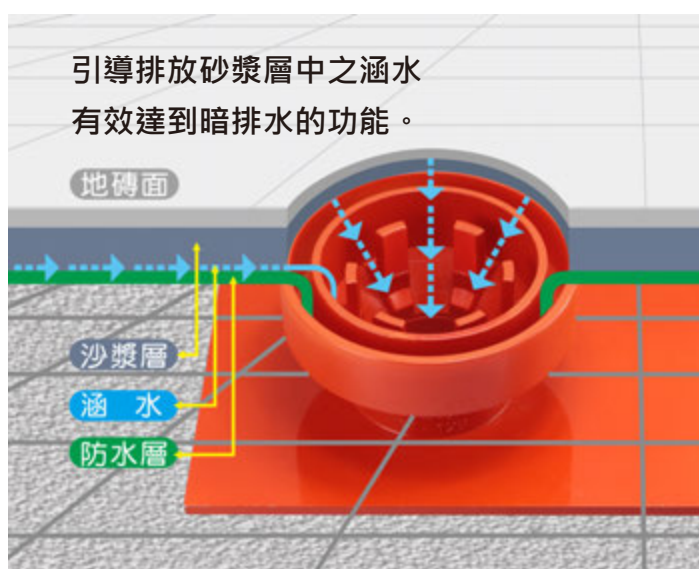 引導排放砂漿層中之涵水
有效達到暗排水的功能。
地磚面
沙漿層
涵 水
防水層